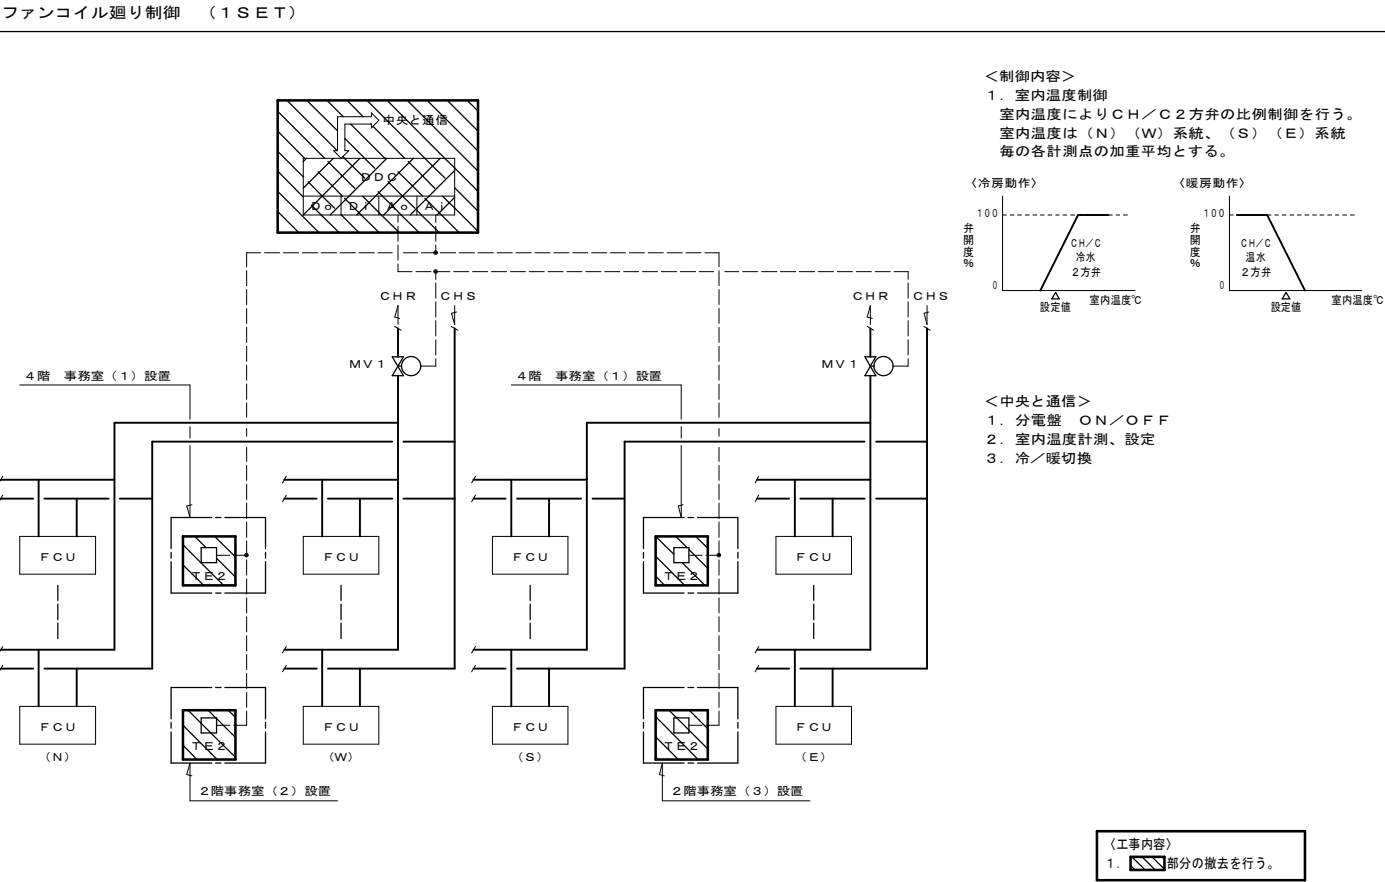 ファンコイル廻り制御　（１ＳＥＴ）
中央と通信
ＤＤＣ
Ｄｏ　Ｄｉ　Ａｏ　Ａｉ
ＣＨＲ　ＣＨＳ
ＣＨＲ　ＣＨＳ
ＭＶ１
ＭＶ１
４階　事務室（１）設置
４階　事務室（１）設置
ＦＣＵ
ＴＥ２
ＦＣＵ
ＦＣＵ
ＴＥ２
ＦＣＵ
ＦＣＵ
ＴＥ２
ＦＣＵ
ＦＣＵ
ＴＥ２
ＦＣＵ
（Ｎ）
（Ｗ）
（Ｓ）
（Ｅ）
２階事務室（２）設置
２階事務室（３）設置
＜制御内容＞
１．室内温度制御
室内温度によりＣＨ／Ｃ２方弁の比例制御を行う。
室内温度は（Ｎ）（Ｗ）系統、（Ｓ）（Ｅ）系統
毎の各計測点の加重平均とする。
〈冷房動作〉
100
弁開度％
CH/C
冷水
2方弁
0
設定値
室内温度℃
〈暖房動作〉
100
弁開度％
CH/C
温水
2方弁
0
設定値
室内温度℃
＜中央と通信＞
１．分電盤　ＯＮ／ＯＦＦ
２．室内温度計測、設定
３．冷／暖切換
〈工事内容〉
１．部分の撤去を行う。